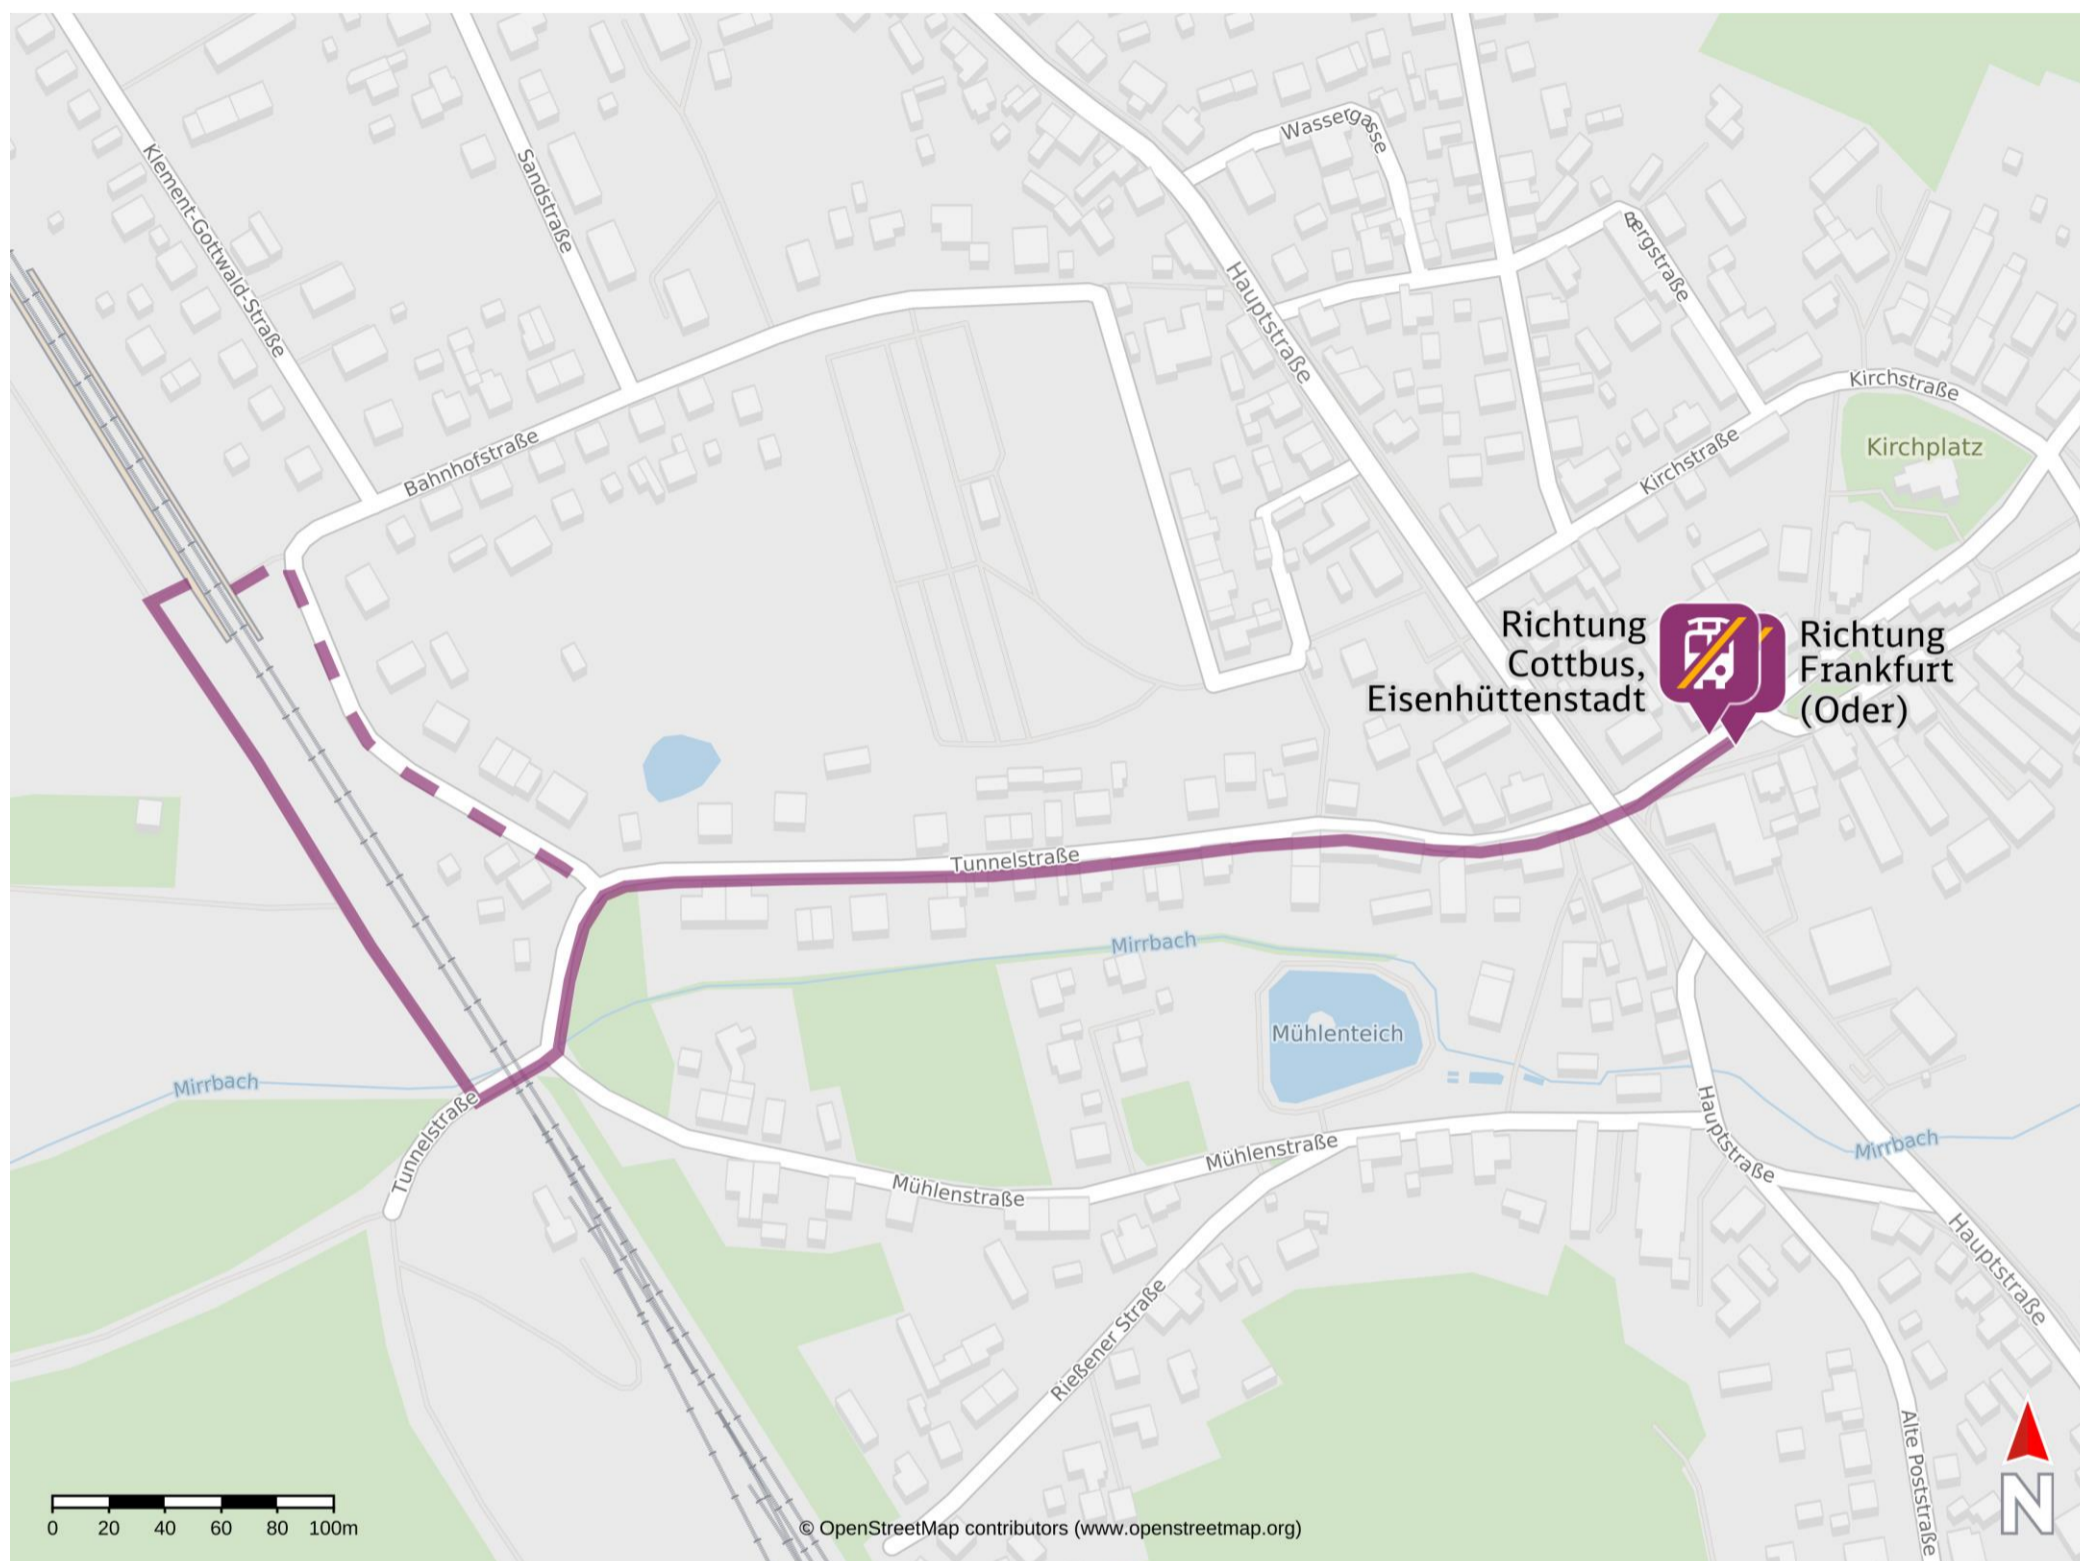 Wassergasse
Klement-Gottwald-Straße
Sandstraße
Bergstraße
Hauptstraße
Kirchstraße
Bahnhofstraße
Kirchstraße
Kirchplatz
Richtung
Cottbus,
Eisenhüttenstadt
Richtung
Frankfurt
(Oder)
Tunnelstraße
Mirrbach
Mühlenteich
Mirrbach
Tunnelstraße
Mühlenstraße
Mühlenstraße
Hauptstraße
Mirrbach
Hauptstraße
Rießener Straße
Alte Poststraße
N
0 20 40 60 80 100m
© OpenStreetMap contributors (www.openstreetmap.org)